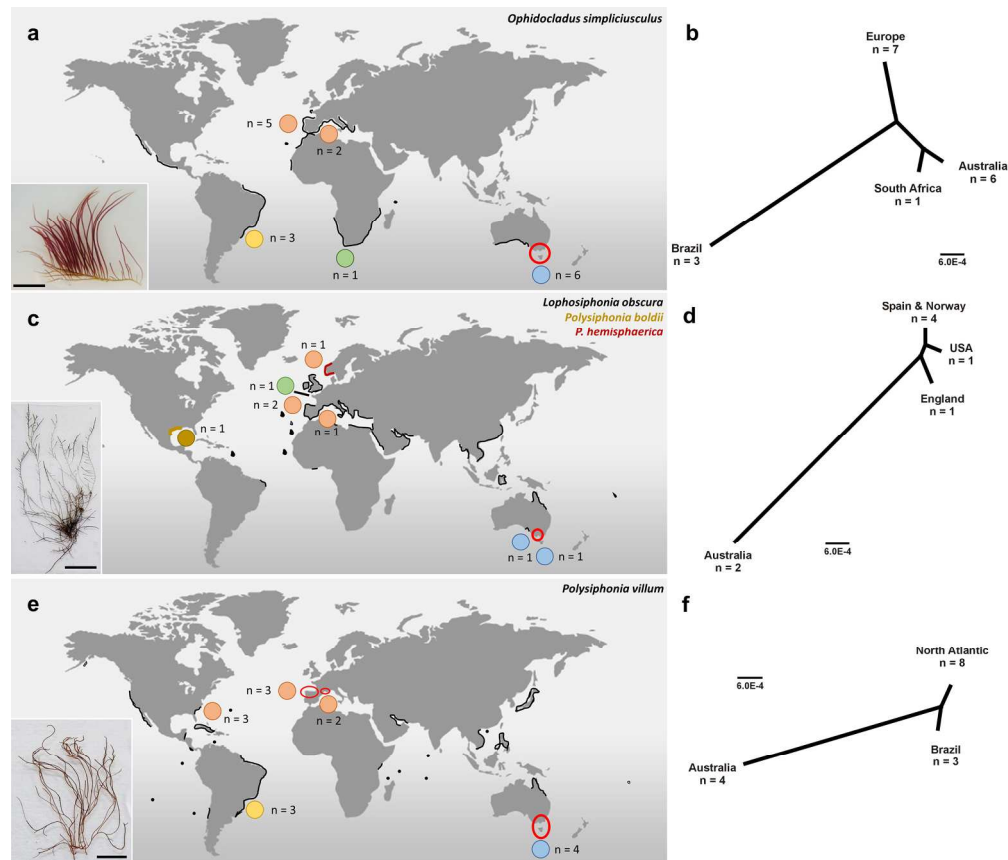 a
Ophidocladus simpliciusculus
n = 5
n = 2
n = 3
n = 1
n = 6
b
Europe
n = 7
Australia
n = 6
South Africa
n = 1
Brazil
n = 3
6.0E-4
c
Lophosiphonia obscura
Polysiphonia boldii
P. hemisphaerica
n = 1
n = 1
n = 2
n = 1
n = 1
n = 1
n = 1
d
Spain & Norway
n = 4
USA
n = 1
England
n = 1
Australia
n = 2
6.0E-4
e
Polysiphonia villum
n = 3
n = 3
n = 2
n = 3
n = 4
f
6.0E-4
North Atlantic
n = 8
Brazil
n = 3
Australia
n = 4